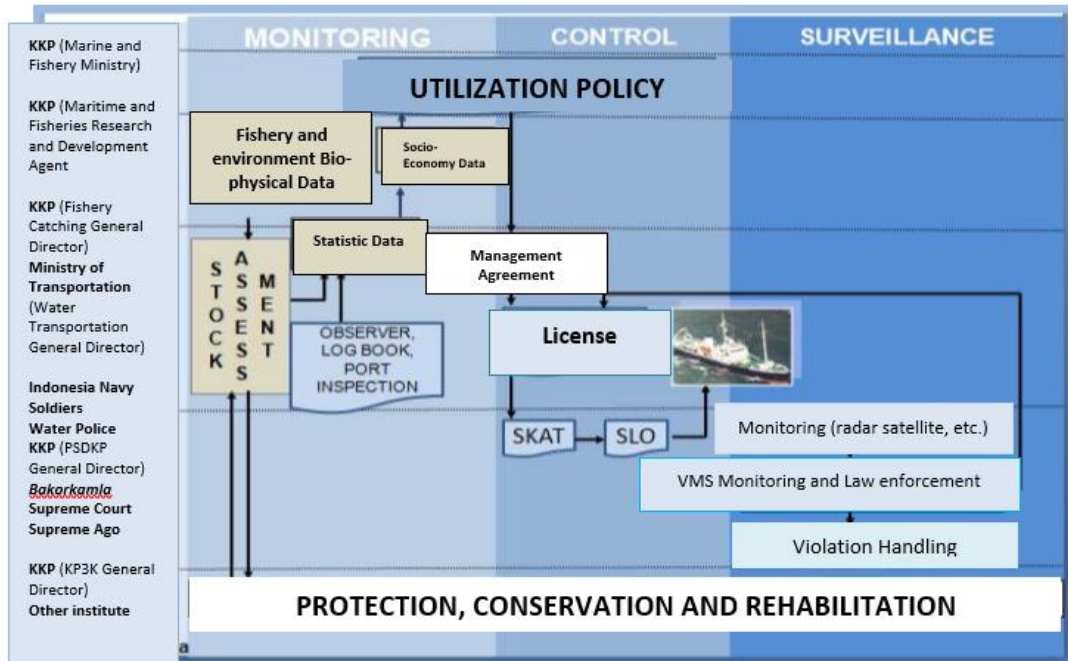 KKP (Marine and
Fishery Ministry)
KKP (Maritime and
Fisheries Research
and Development
Agent
KKP (Fishery
Catching General
Director)
Ministry of
Transportation
(Water
Transportation
General Director)
Indonesia Navy
Soldiers
Water Police
KKP (PSDKP
General Director)
Bakorkamla
Supreme Court
Supreme Ago
KKP (KP3K General
Director)
Other institute
MONITORING
CONTROL
SURVEILLANCE
UTILIZATION POLICY
Fishery and
environment Bio-
physical Data
Socio-
Economy Data
Statistic Data
Management
Agreement
STOCK
ASSESS
MENT
OBSERVER,
LOG BOOK,
PORT
INSPECTION
License
SKAT
SLO
Monitoring (radar satellite, etc.)
VMS Monitoring and Law enforcement
Violation Handling
PROTECTION, CONSERVATION AND REHABILITATION
a